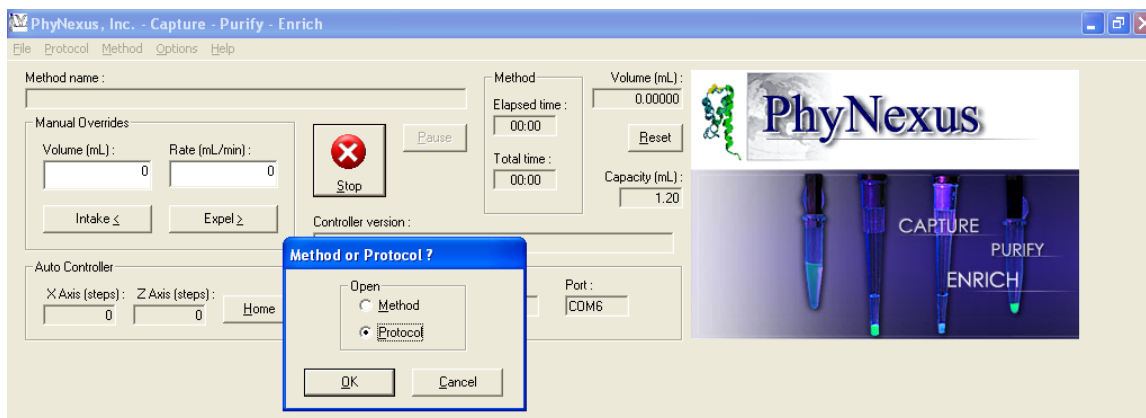 PhyNexus, Inc. - Capture - Purify - Enrich
File Protocol Method Options Help
Method name :
Manual Overrides
Volume (mL) :
Rate (mL/min) :
0
0
Intake <
Expel >
Stop
Pause
Method
Elapsed time :
00:00
Total time :
00:00
Volume (mL) :
0.00000
Reset
Capacity (mL) :
1.20
Controller version :
Auto Controller
X Axis (steps) :
Z Axis (steps) :
0
0
Home
Port :
COM6
Method or Protocol ?
Open
Method
Protocol
OK
Cancel
PhyNexus
CAPTURE
PURIFY
ENRICH